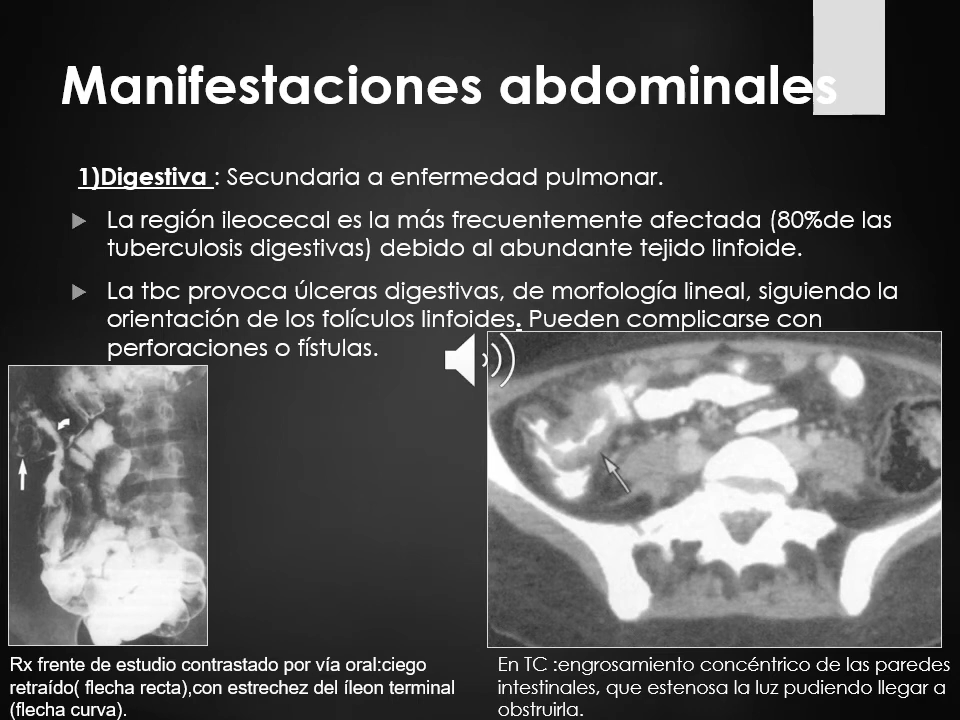 Manifestaciones abdominales
1)Digestiva : Secundaria a enfermedad pulmonar.
La región ileocecal es la más frecuentemente afectada (80%de las
tuberculosis digestivas) debido al abundante tejido linfoide.
La tbc provoca úlceras digestivas, de morfología lineal, siguiendo la
orientación de los folículos linfoides. Pueden complicarse con
perforaciones o fístulas.
Rx frente de estudio contrastado por vía oral:ciego
retraído( flecha recta),con estrechez del íleon terminal
(flecha curva).
En TC :engrosamiento concéntrico de las paredes
intestinales, que estenosa la luz pudiendo llegar a
obstruirla.